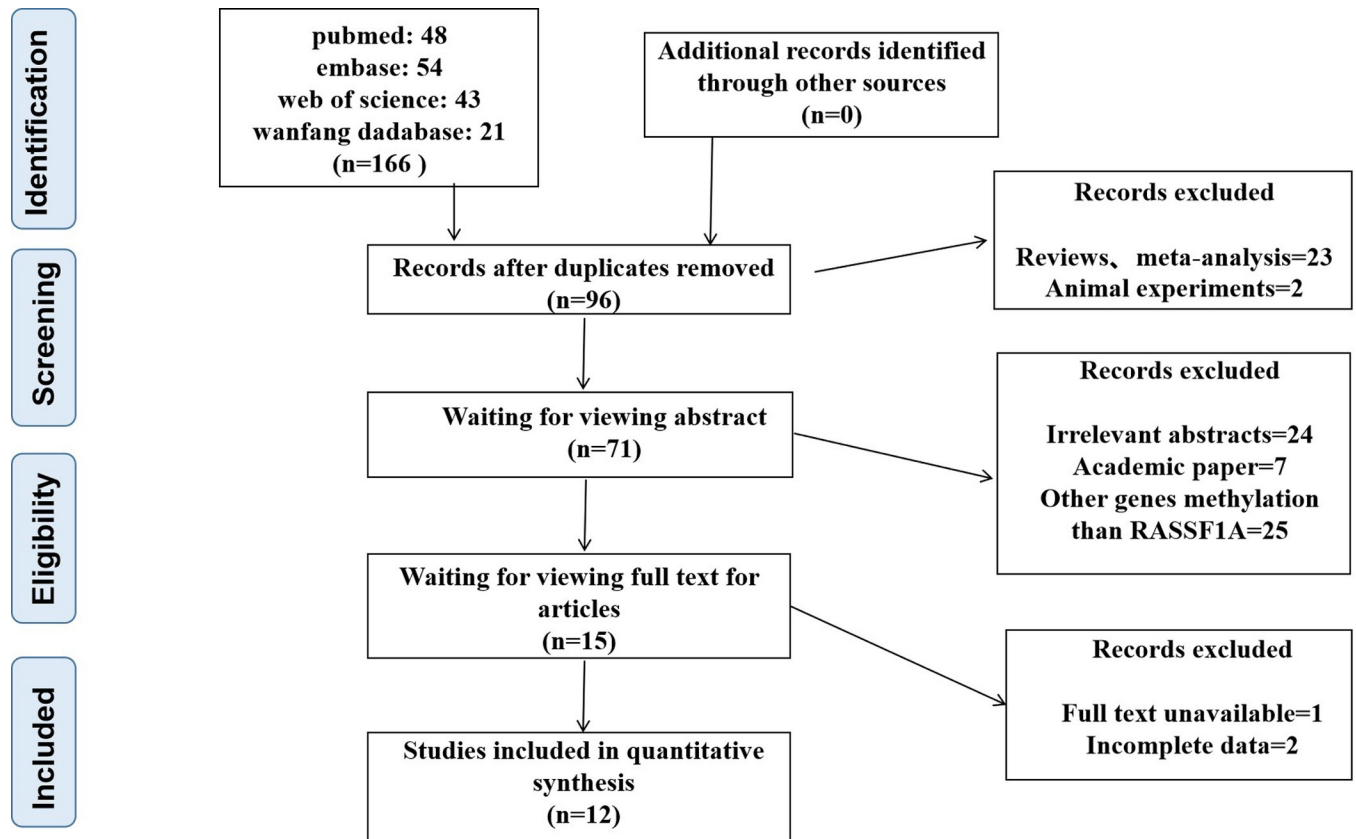 Identification
pubmed: 48
embase: 54
web of science: 43
wanfang dadabase: 21
(n=166 )
Additional records identified
through other sources
(n=0)
Records after duplicates removed
(n=96)
Records excluded
Reviews、meta-analysis=23
Animal experiments=2
Screening
Waiting for viewing abstract
(n=71)
Records excluded
Irrelevant abstracts=24
Academic paper=7
Other genes methylation
than RASSF1A=25
Eligibility
Waiting for viewing full text for
articles
(n=15)
Records excluded
Full text unavailable=1
Incomplete data=2
Included
Studies included in quantitative
synthesis
(n=12)